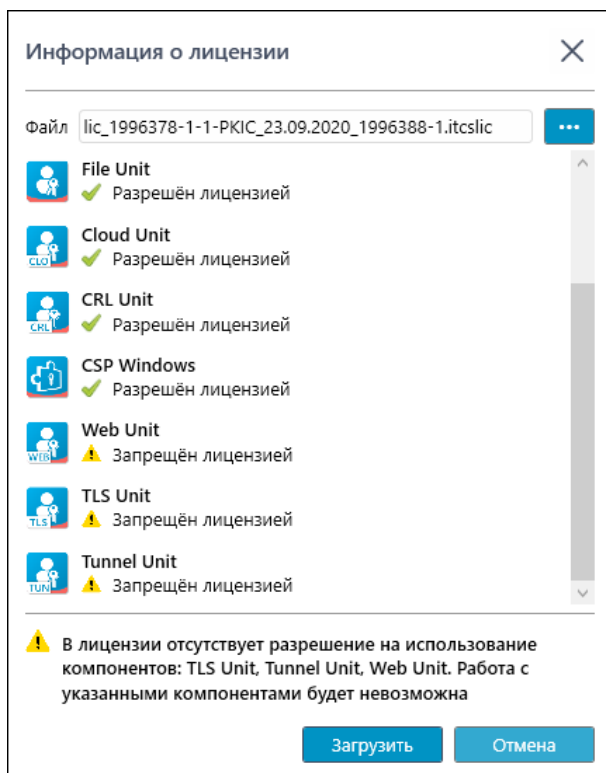 Информация о лицензии
Файл lic_1996378-1-1-PKIC_23.09.2020_1996388-1.itcslic
File Unit
Разрешён лицензией
CLO
Cloud Unit
Разрешён лицензией
CRL
CRL Unit
Разрешён лицензией
CSP Windows
Разрешён лицензией
WEB
Web Unit
Запрещён лицензией
TLS
TLS Unit
Запрещён лицензией
TUN
Tunnel Unit
Запрещён лицензией
В лицензии отсутствует разрешение на использование
компонентов: TLS Unit, Tunnel Unit, Web Unit. Работа с
указанными компонентами будет невозможна
Загрузить Отмена